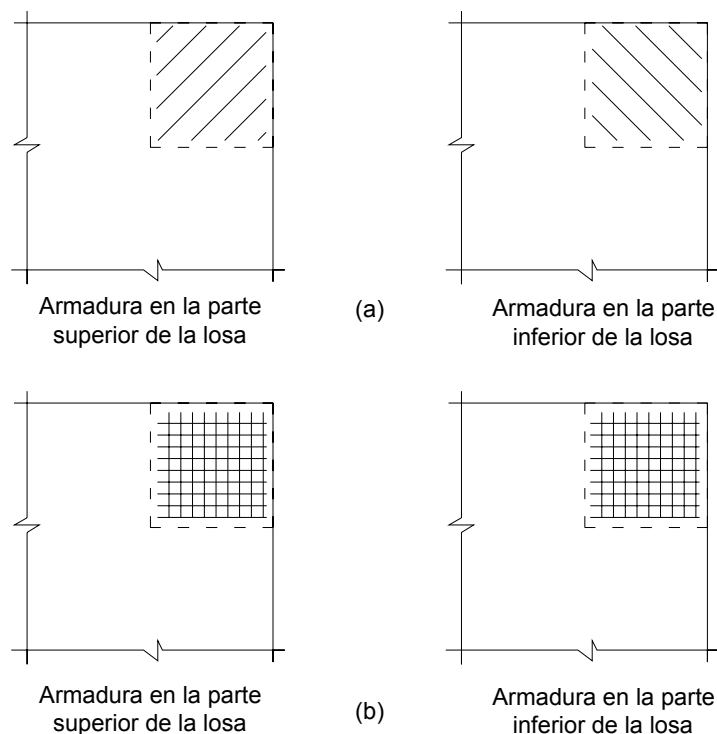 Armadura en la parte
superior de la losa
(a)
Armadura en la parte
inferior de la losa
Armadura en la parte
superior de la losa
(b)
Armadura en la parte
inferior de la losa